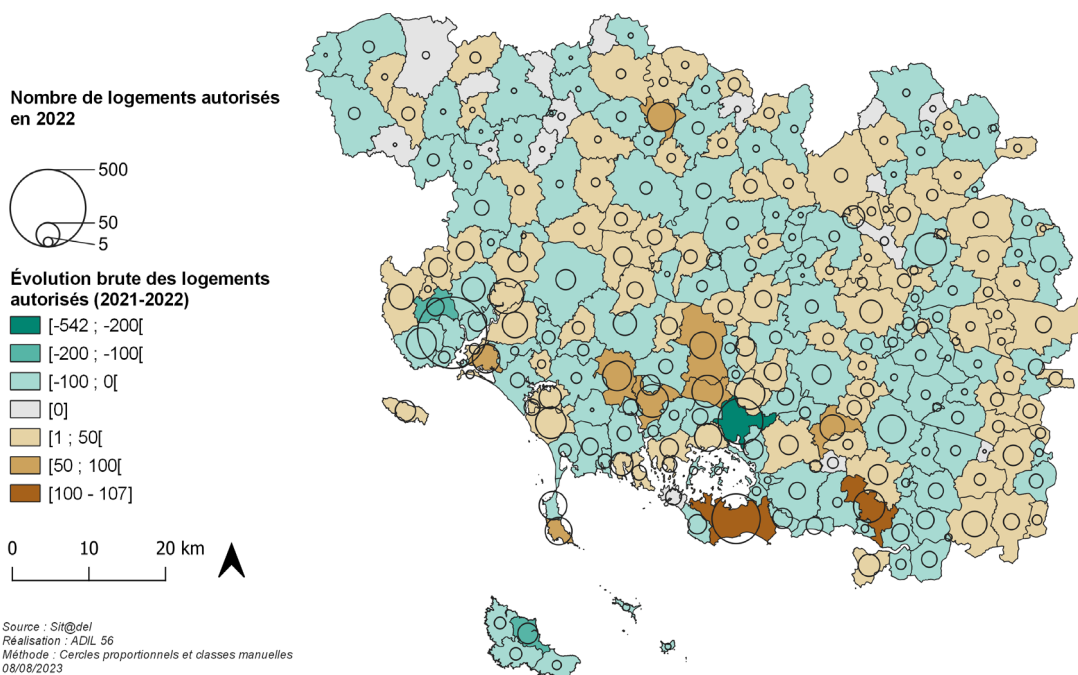 Nombre de logements autorisés
en 2022
500
50
5
Évolution brute des logements
autorisés (2021-2022)
[-542 ; -200[
[-200 ; -100[
[-100 ; 0[
[0]
[1 ; 50[
[50 ; 100[
[100 - 107]
0 10 20 km
Source : Sit@del
Réalisation : ADIL 56
Méthode : Cercles proportionnels et classes manuelles
08/08/2023